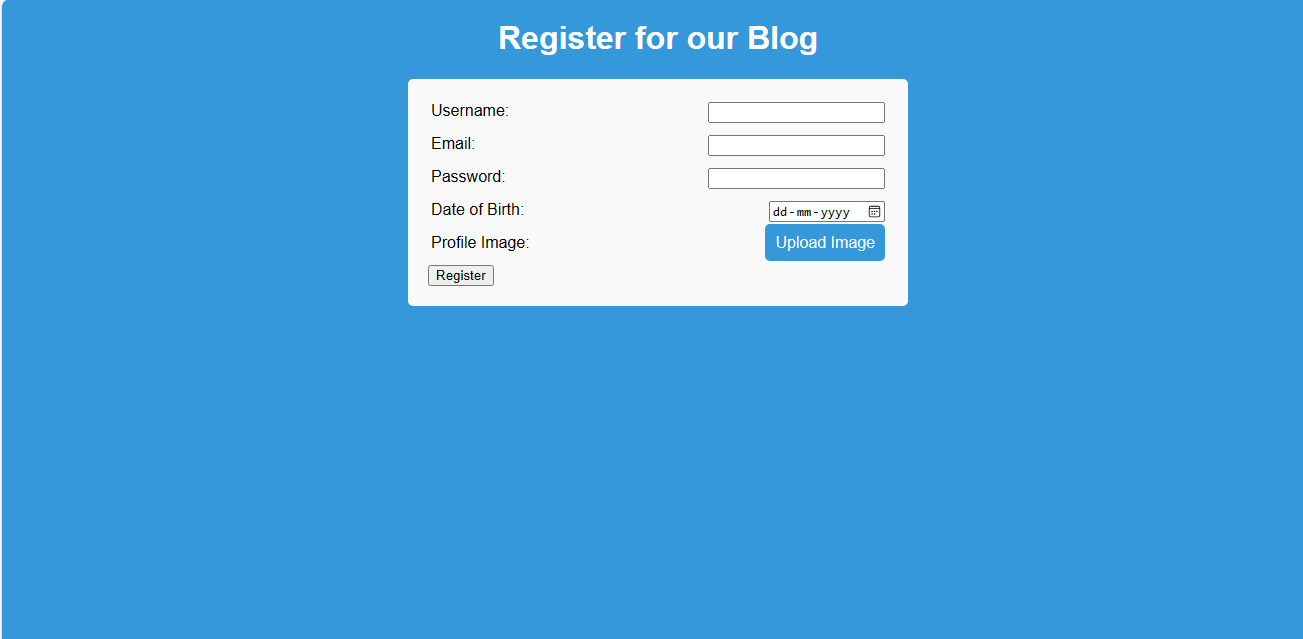 Register for our Blog
Username:
Email:
Password:
Date of Birth: dd-mm-yyyy
Profile Image: Upload Image
Register